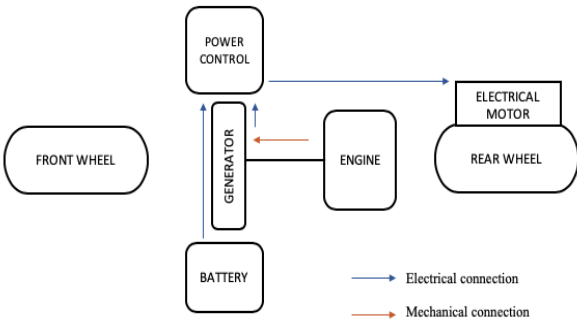 POWER
CONTROL
ELECTRICAL
MOTOR
FRONT WHEEL
GENERATOR
ENGINE
REAR WHEEL
BATTERY
Electrical connection
Mechanical connection